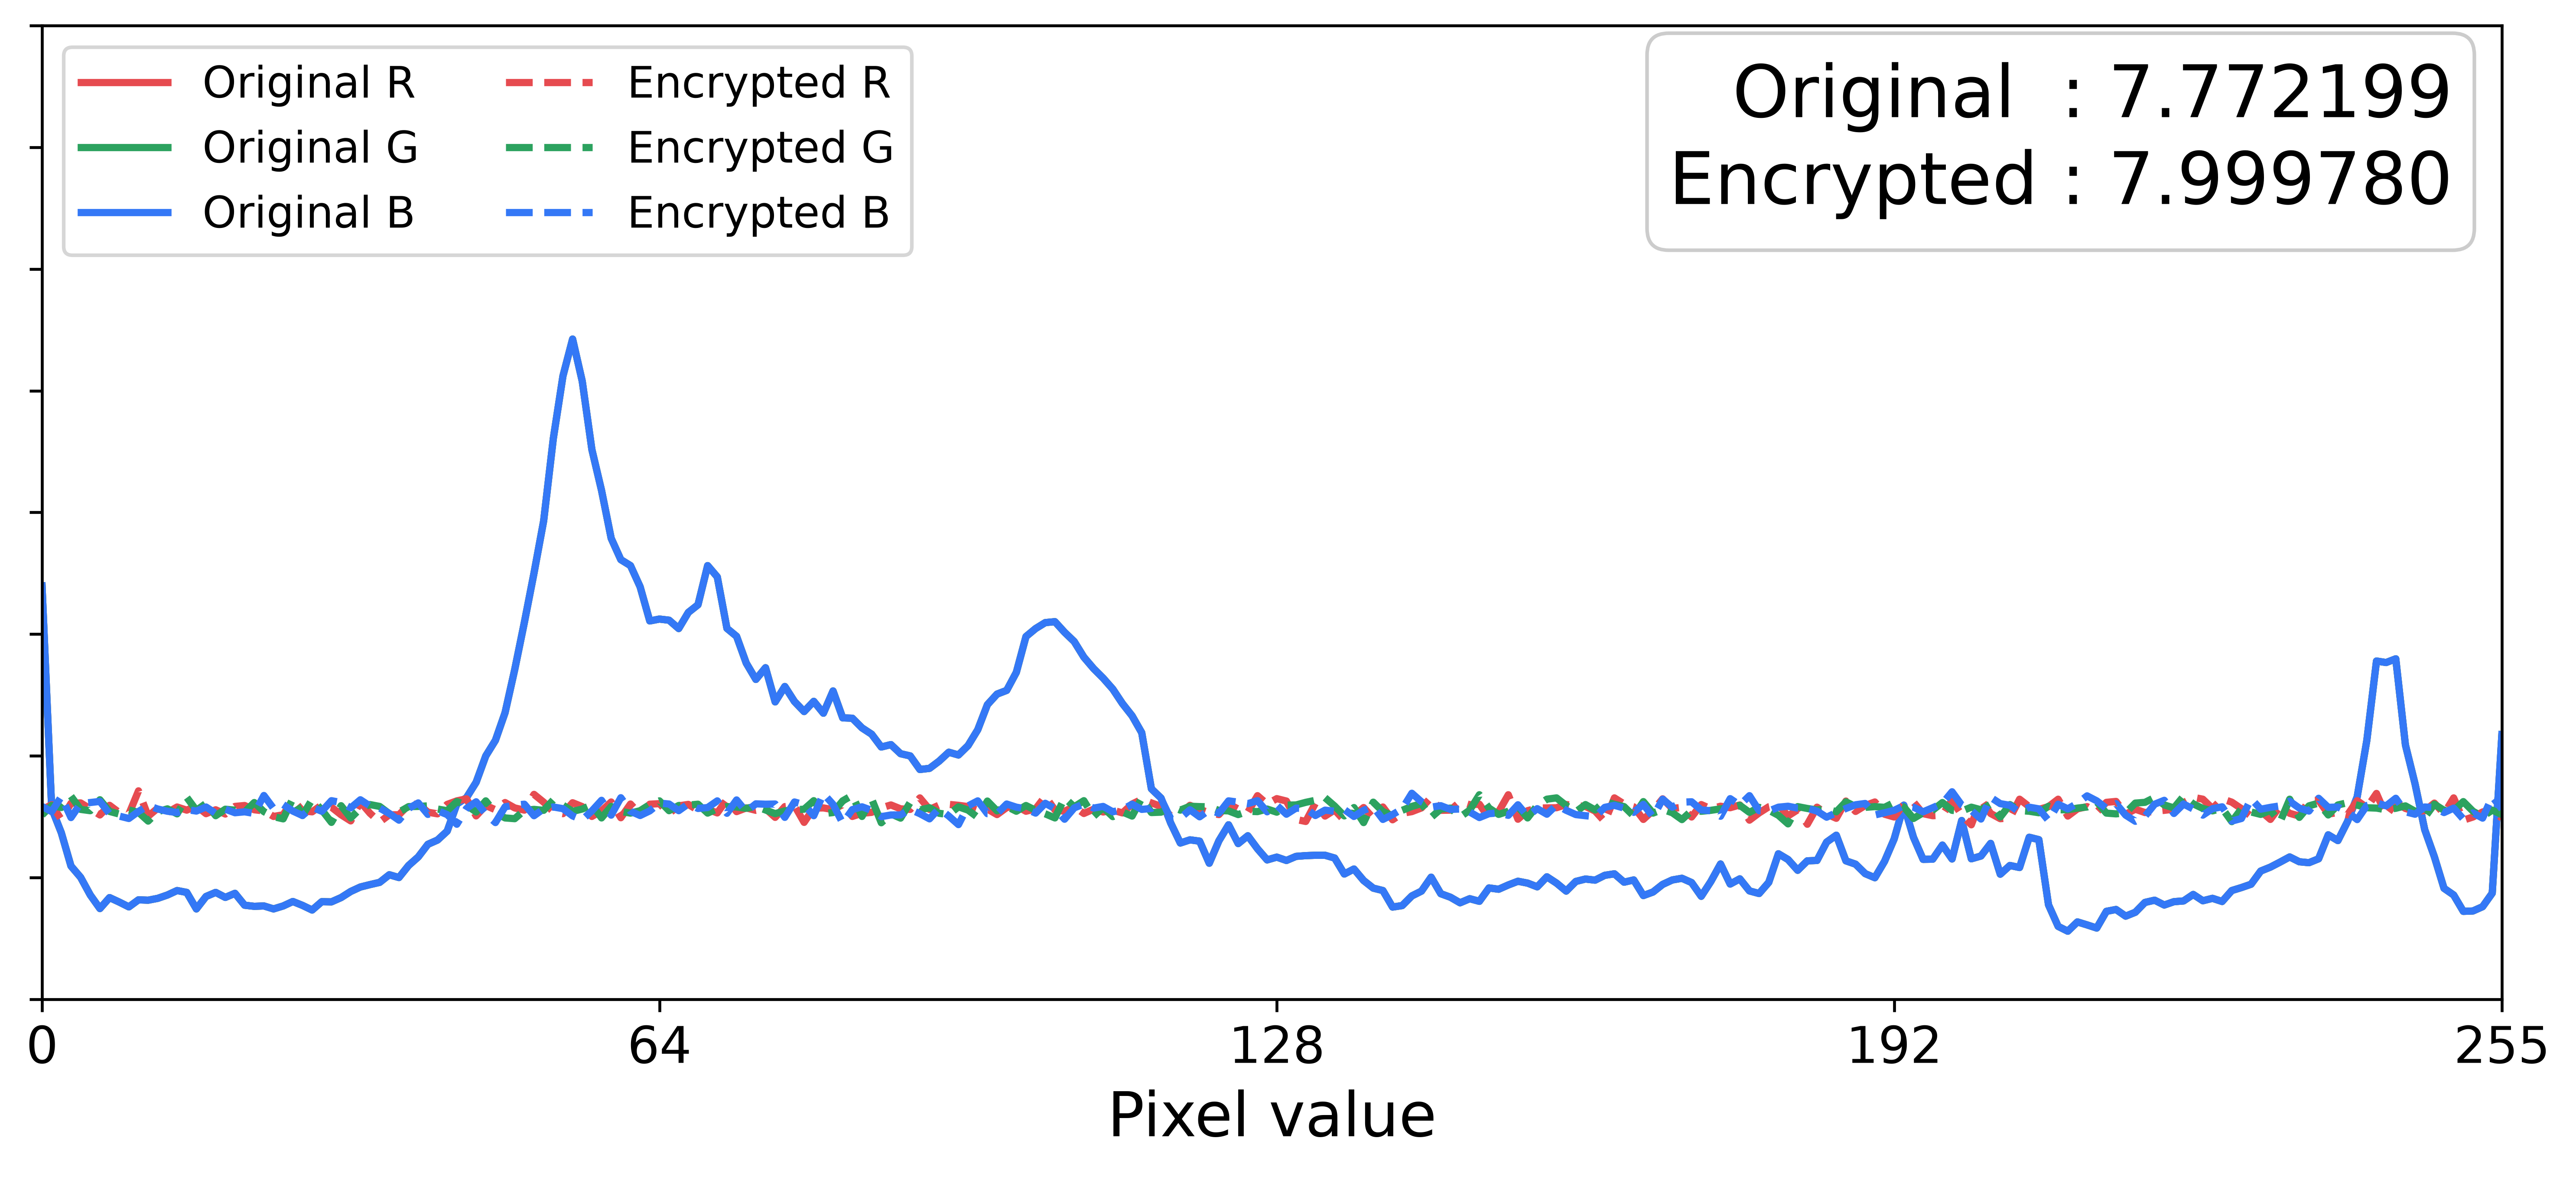 Original R
Original G
Original B
Encrypted R
Encrypted G
Encrypted B
Original : 7.772199
Encrypted : 7.999780
0 64 128 192 255
Pixel value